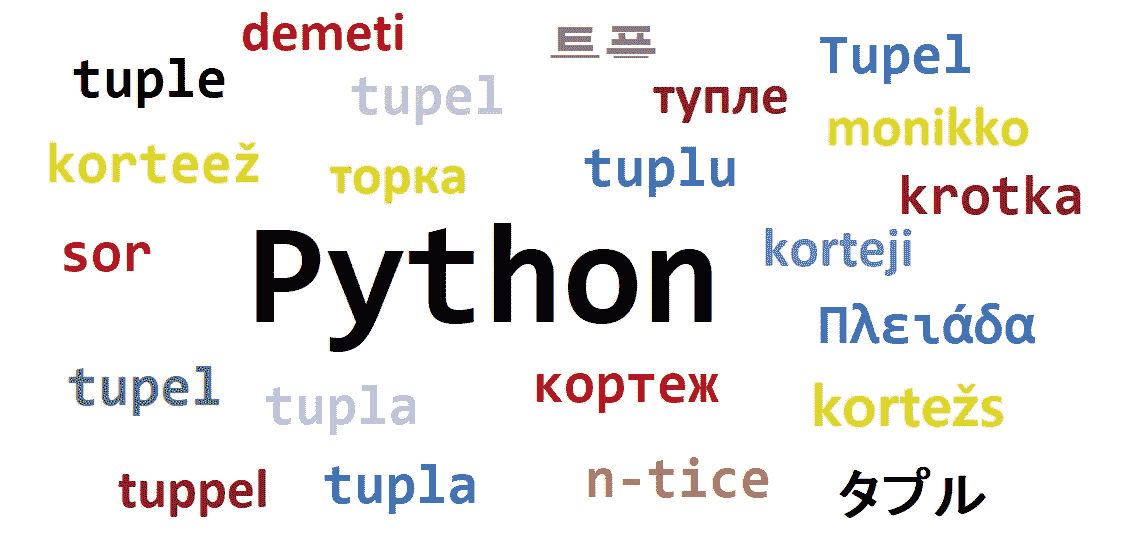 demeti
트플
Tupel
tuple
tupel
тупле
monikko
korteež
торка
tuplu
krotka
sor
Python
korteji
Πλειάδα
tupel
tupla
кортеж
kortežs
tuppel
tupla
n-tice
タプル